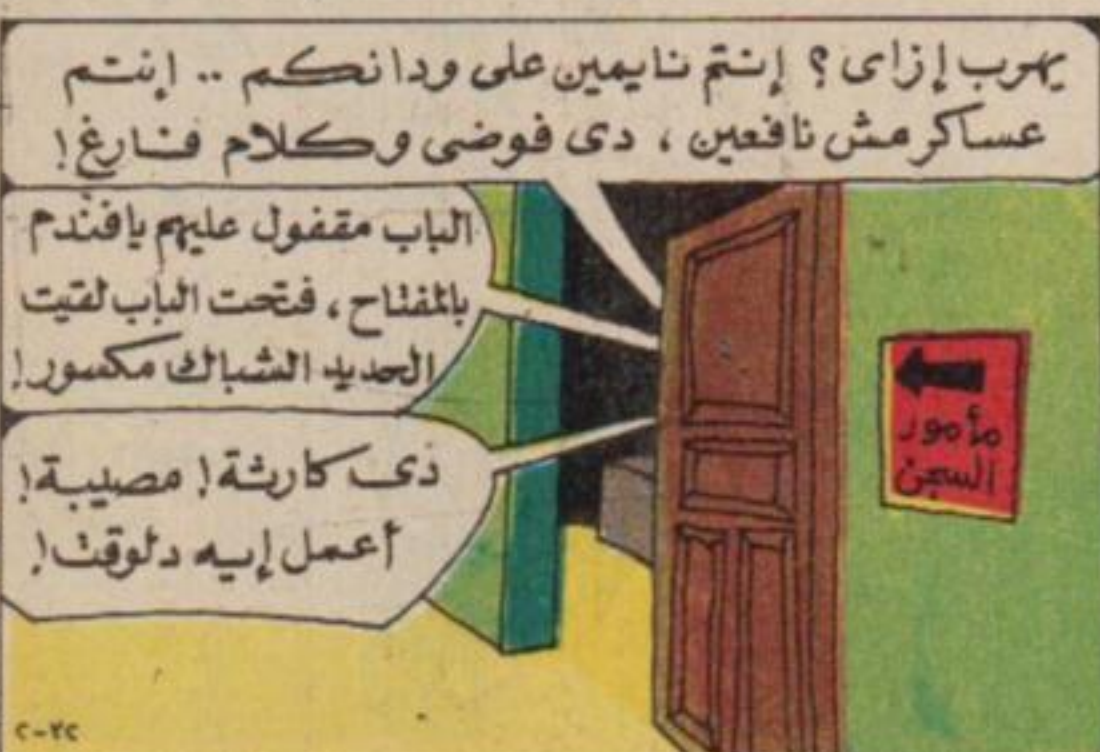 يهرب إزاى ؟ إنتم نايمين على ودانكم .. إنتم
عساكر مش نافعين ، دى فوضى وكلام فارغ !
الباب مقفول عليهم يافندم
بالمفتاح ، فتحت الباب لقيت
الحديد الشباك مكسور !
دى كارثة ! مصيبة !
أعمل إيه دلوقت !
مأمور
السجن